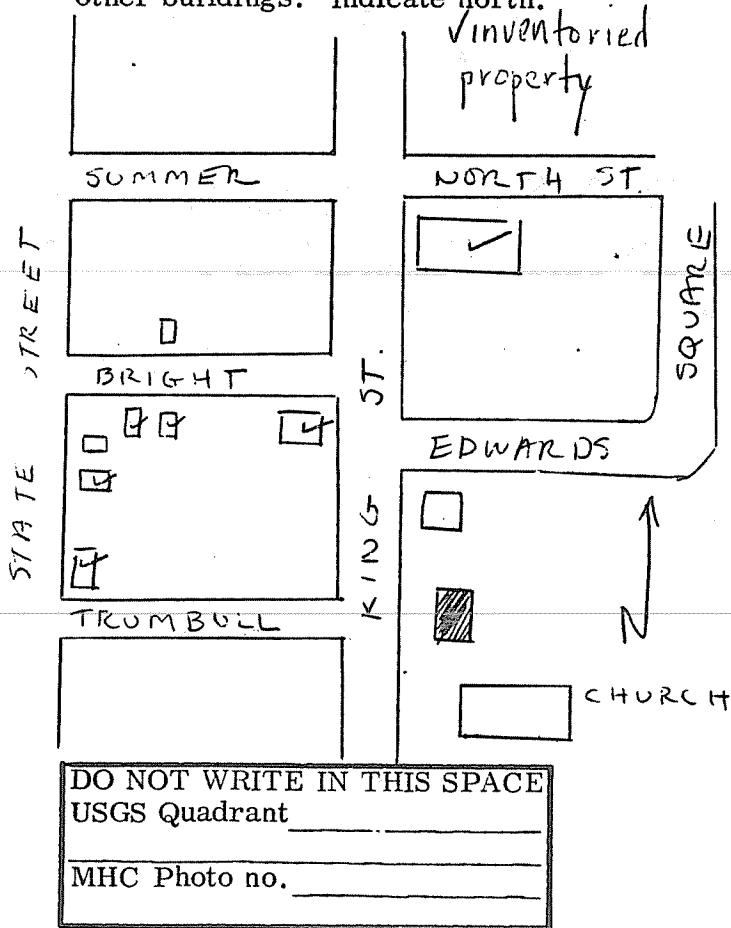 other buildings. Indicate north.
✓inventoried
property
SUMMER
NORTH ST.
STREET
SQUARE
BRIGHT
ST.
EDWARDS
STATE
KING
TRUMBULL
N
CHURCH
DO NOT WRITE IN THIS SPACE
USGS Quadrant
MHC Photo no.